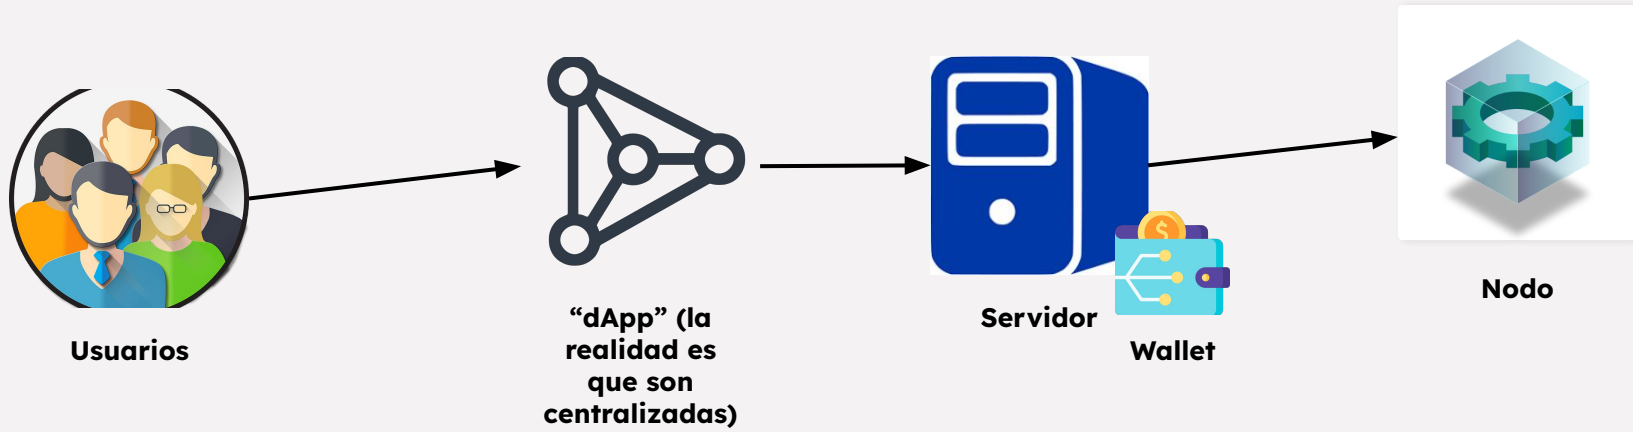 Usuarios
“dApp” (la
realidad es
que son
centralizadas)
Servidor
Wallet
Nodo